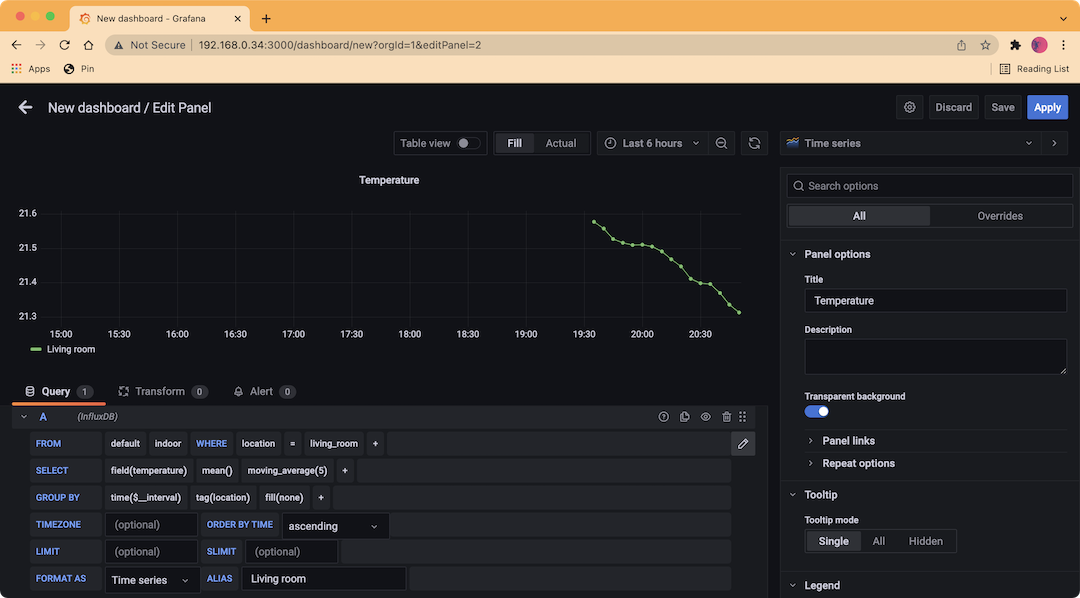 New dashboard - Grafana
Not Secure 192.168.0.34:3000/dashboard/new?orgId=1&editPanel=2
Apps Pin Reading List
New dashboard / Edit Panel Discard Save Apply
Table view Fill Actual Last 6 hours Time series
Temperature
21.6
21.5
21.4
21.3
15:00 15:30 16:00 16:30 17:00 17:30 18:00 18:30 19:00 19:30 20:00 20:30
Living room
Query 1 Transform 0 Alert 0
A (InfluxDB)
FROM default indoor WHERE location = living_room +
SELECT field(temperature) mean() moving_average(5) +
GROUP BY time($__interval) tag(location) fill(none) +
TIMEZONE (optional) ORDER BY TIME ascending
LIMIT (optional) SLIMIT (optional)
FORMAT AS Time series ALIAS Living room
Search options
All Overrides
Panel options
Title
Temperature
Description
Transparent background
Panel links
Repeat options
Tooltip
Tooltip mode
Single All Hidden
Legend